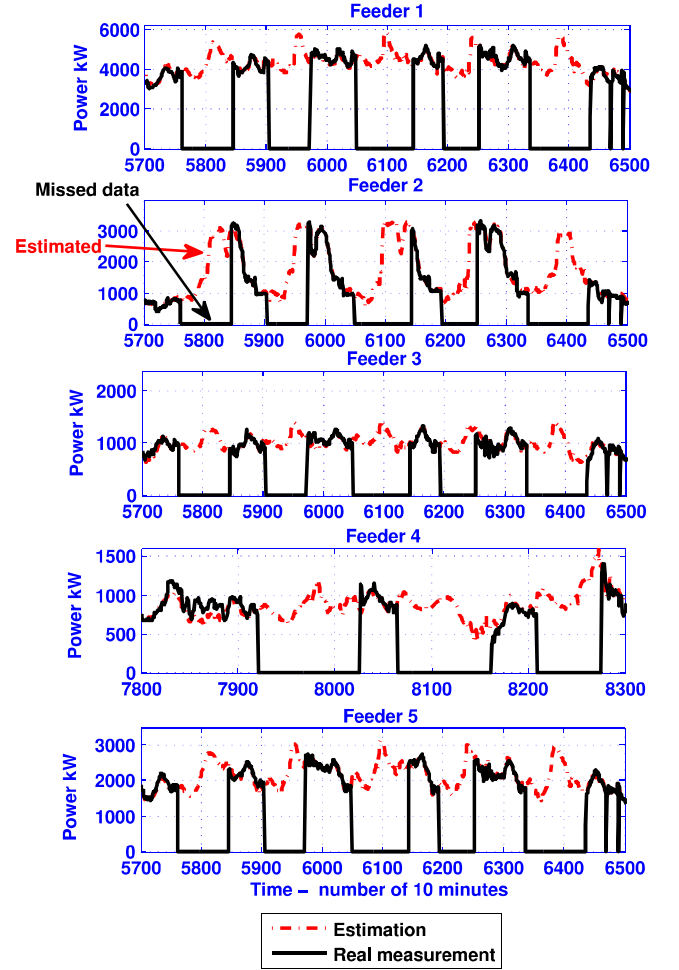 Feeder 1
Power kW
6000
4000
2000
0
5700 5800 5900 6000 6100 6200 6300 6400 6500
Feeder 2
Missed data
Estimated
3000
2000
1000
0
5700 5800 5900 6000 6100 6200 6300 6400 6500
Feeder 3
Power kW
2000
1000
0
5700 5800 5900 6000 6100 6200 6300 6400 6500
Feeder 4
Power kW
1500
1000
500
0
7800 7900 8000 8100 8200 8300
Feeder 5
Power kW
3000
2000
1000
0
5700 5800 5900 6000 6100 6200 6300 6400 6500
Time – number of 10 minutes
Estimation
Real measurement